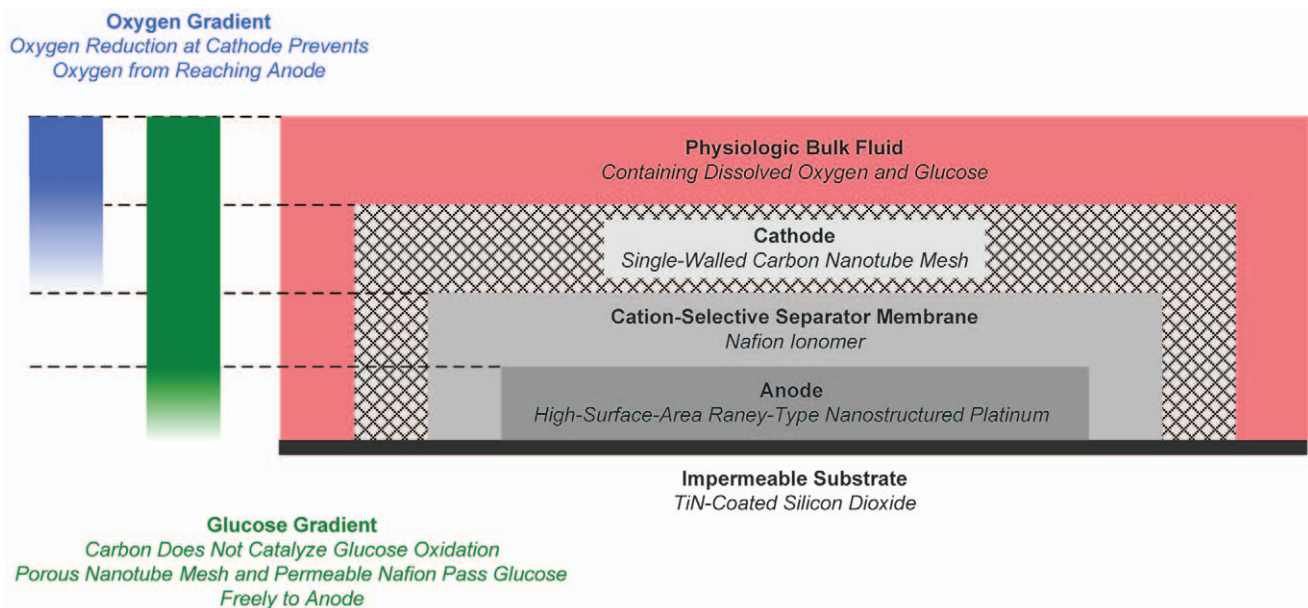 Oxygen Gradient
Oxygen Reduction at Cathode Prevents
Oxygen from Reaching Anode
Physiologic Bulk Fluid
Containing Dissolved Oxygen and Glucose
Cathode
Single-Walled Carbon Nanotube Mesh
Cation-Selective Separator Membrane
Nafion Ionomer
Anode
High-Surface-Area Raney-Type Nanostructured Platinum
Impermeable Substrate
TiN-Coated Silicon Dioxide
Glucose Gradient
Carbon Does Not Catalyze Glucose Oxidation
Porous Nanotube Mesh and Permeable Nafion Pass Glucose
Freely to Anode